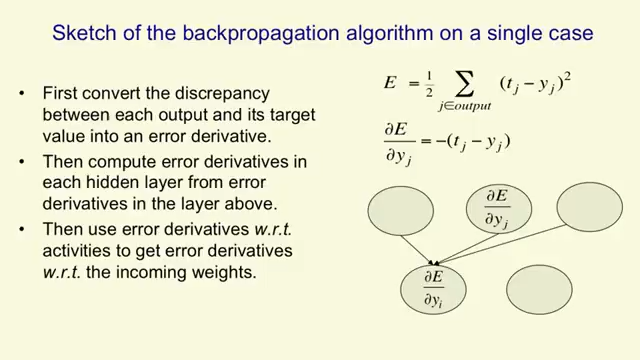 Sketch of the backpropagation algorithm on a single case
• First convert the discrepancy
between each output and its target
value into an error derivative.
• Then compute error derivatives in
each hidden layer from error
derivatives in the layer above.
• Then use error derivatives w.r.t.
activities to get error derivatives
w.r.t. the incoming weights.
E = ½ ∑_{j∈output} (t_j − y_j)²
∂E/∂y_j = −(t_j − y_j)
∂E/∂y_j
∂E/∂y_i